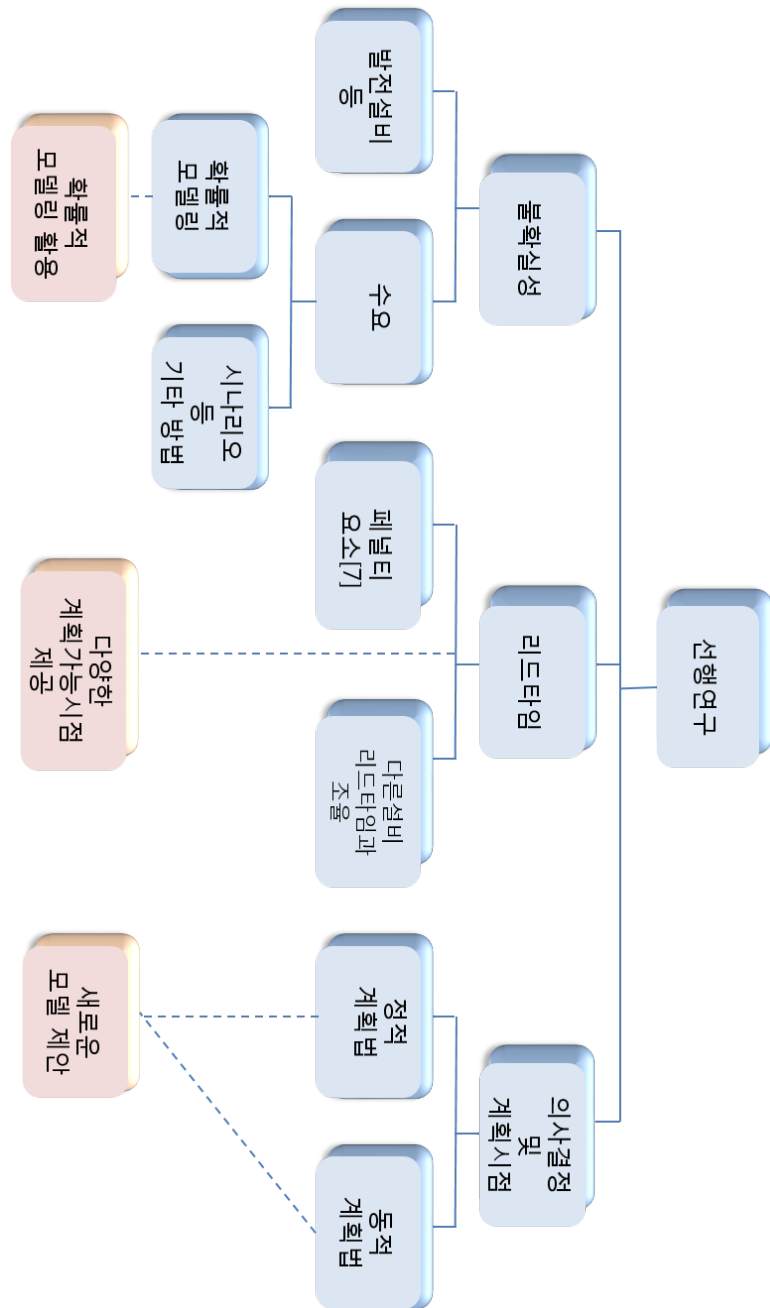 선행연구
불확실성
리드타임
의사결정
및
계획시점
발전설비
등
수요
페널티
요소[7]
다른설비
리드타임과
조율
정적
계획법
동적
계획법
확률적
모델링
시나리오
등
기타 방법
확률적
모델링 활용
다양한
계획가능시점
제공
새로운
모델 제안